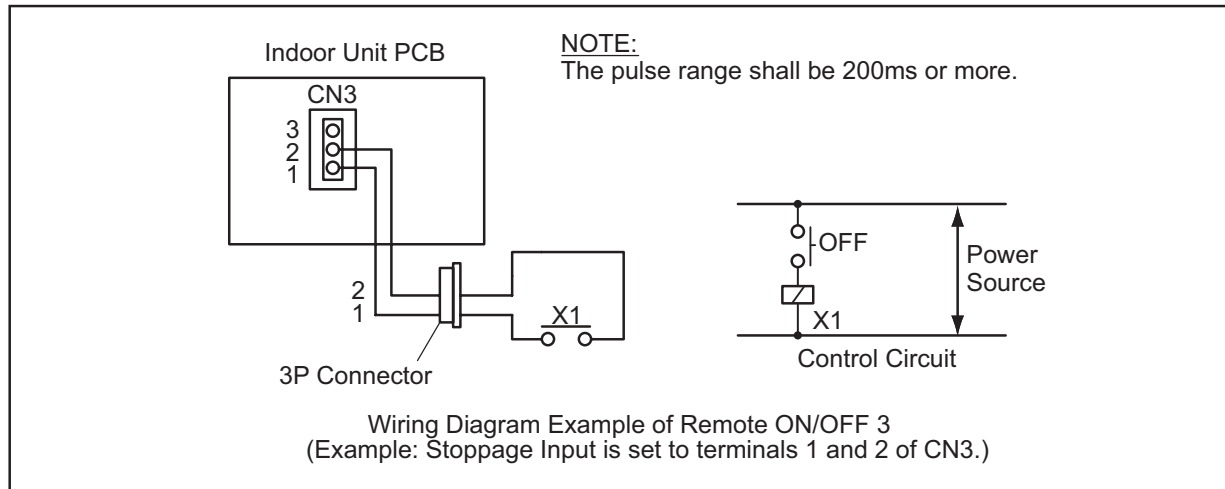 Indoor Unit PCB
NOTE:
The pulse range shall be 200ms or more.
CN3
3
2
1
2
1
X1
3P Connector
OFF
X1
Power
Source
Control Circuit
Wiring Diagram Example of Remote ON/OFF 3
(Example: Stoppage Input is set to terminals 1 and 2 of CN3.)